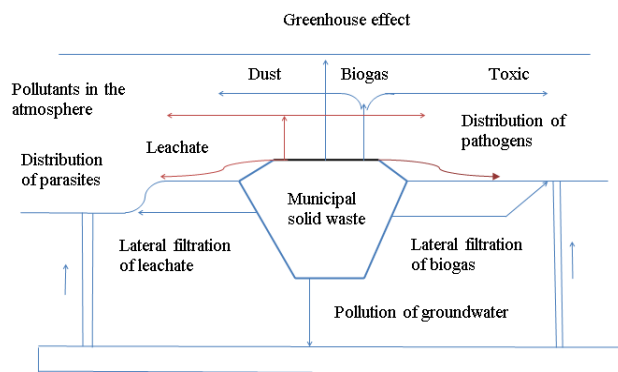 Greenhouse effect
Dust
Biogas
Toxic
Pollutants in the
atmosphere
Distribution of
pathogens
Leachate
Distribution
of parasites
Municipal
solid waste
Lateral filtration
of leachate
Lateral filtration
of biogas
Pollution of groundwater